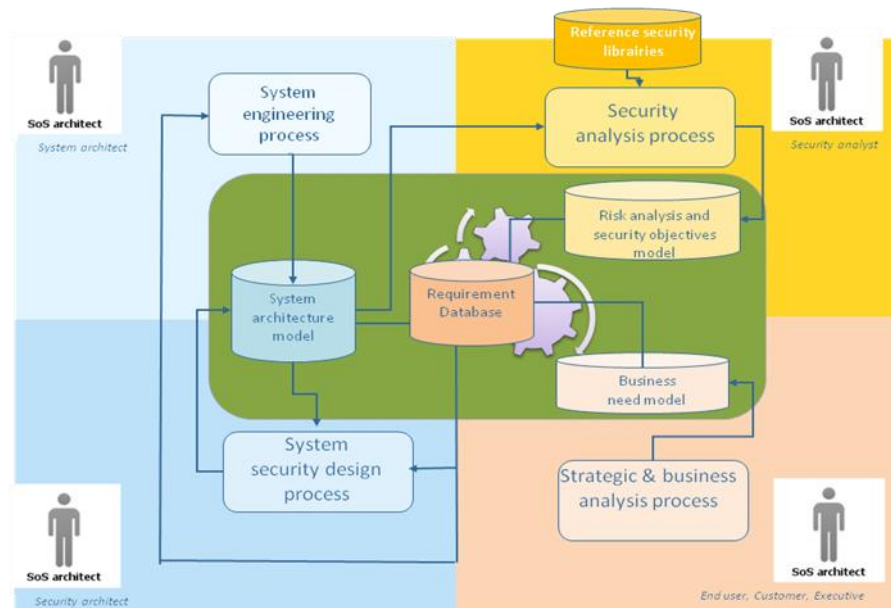 Reference security
librairies
SoS architect
System architect
System
engineering
process
Security
analysis process
SoS architect
Security analyst
Risk analysis and
security objectives
model
System
architecture
model
Requirement
Database
Business
need model
System
security design
process
Strategic & business
analysis process
SoS architect
Security architect
SoS architect
End user, Customer, Executive